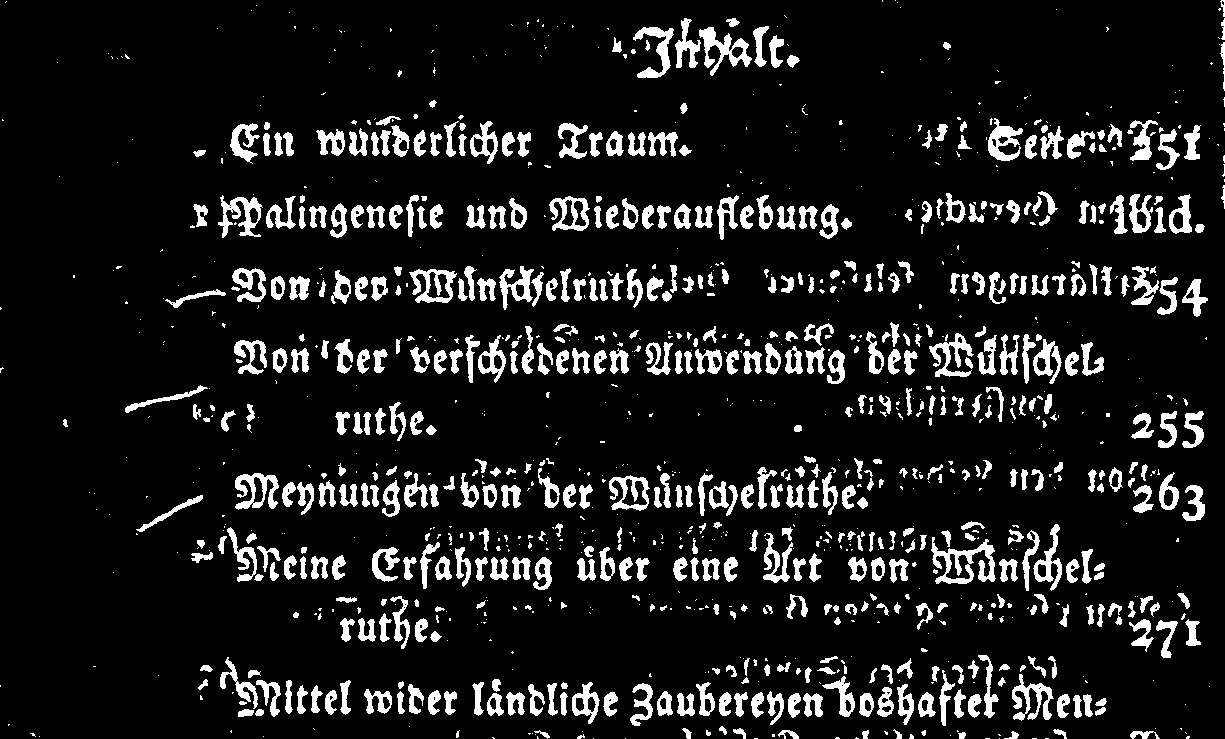 Inhalt.
Ein wunderlicher Traum. Seite 251
Palingenesie und Wiederauflebung. ibid.
Von der Wünschelruthe. 254
Von der verschiedenen Anwendung der Wünschel-
ruthe. 255
Meynungen von der Wünschelruthe. 263
Meine Erfahrung über eine Art von Wünschel-
ruthe. 271
Mittel wider ländliche Zaubereyen boshafter Men-